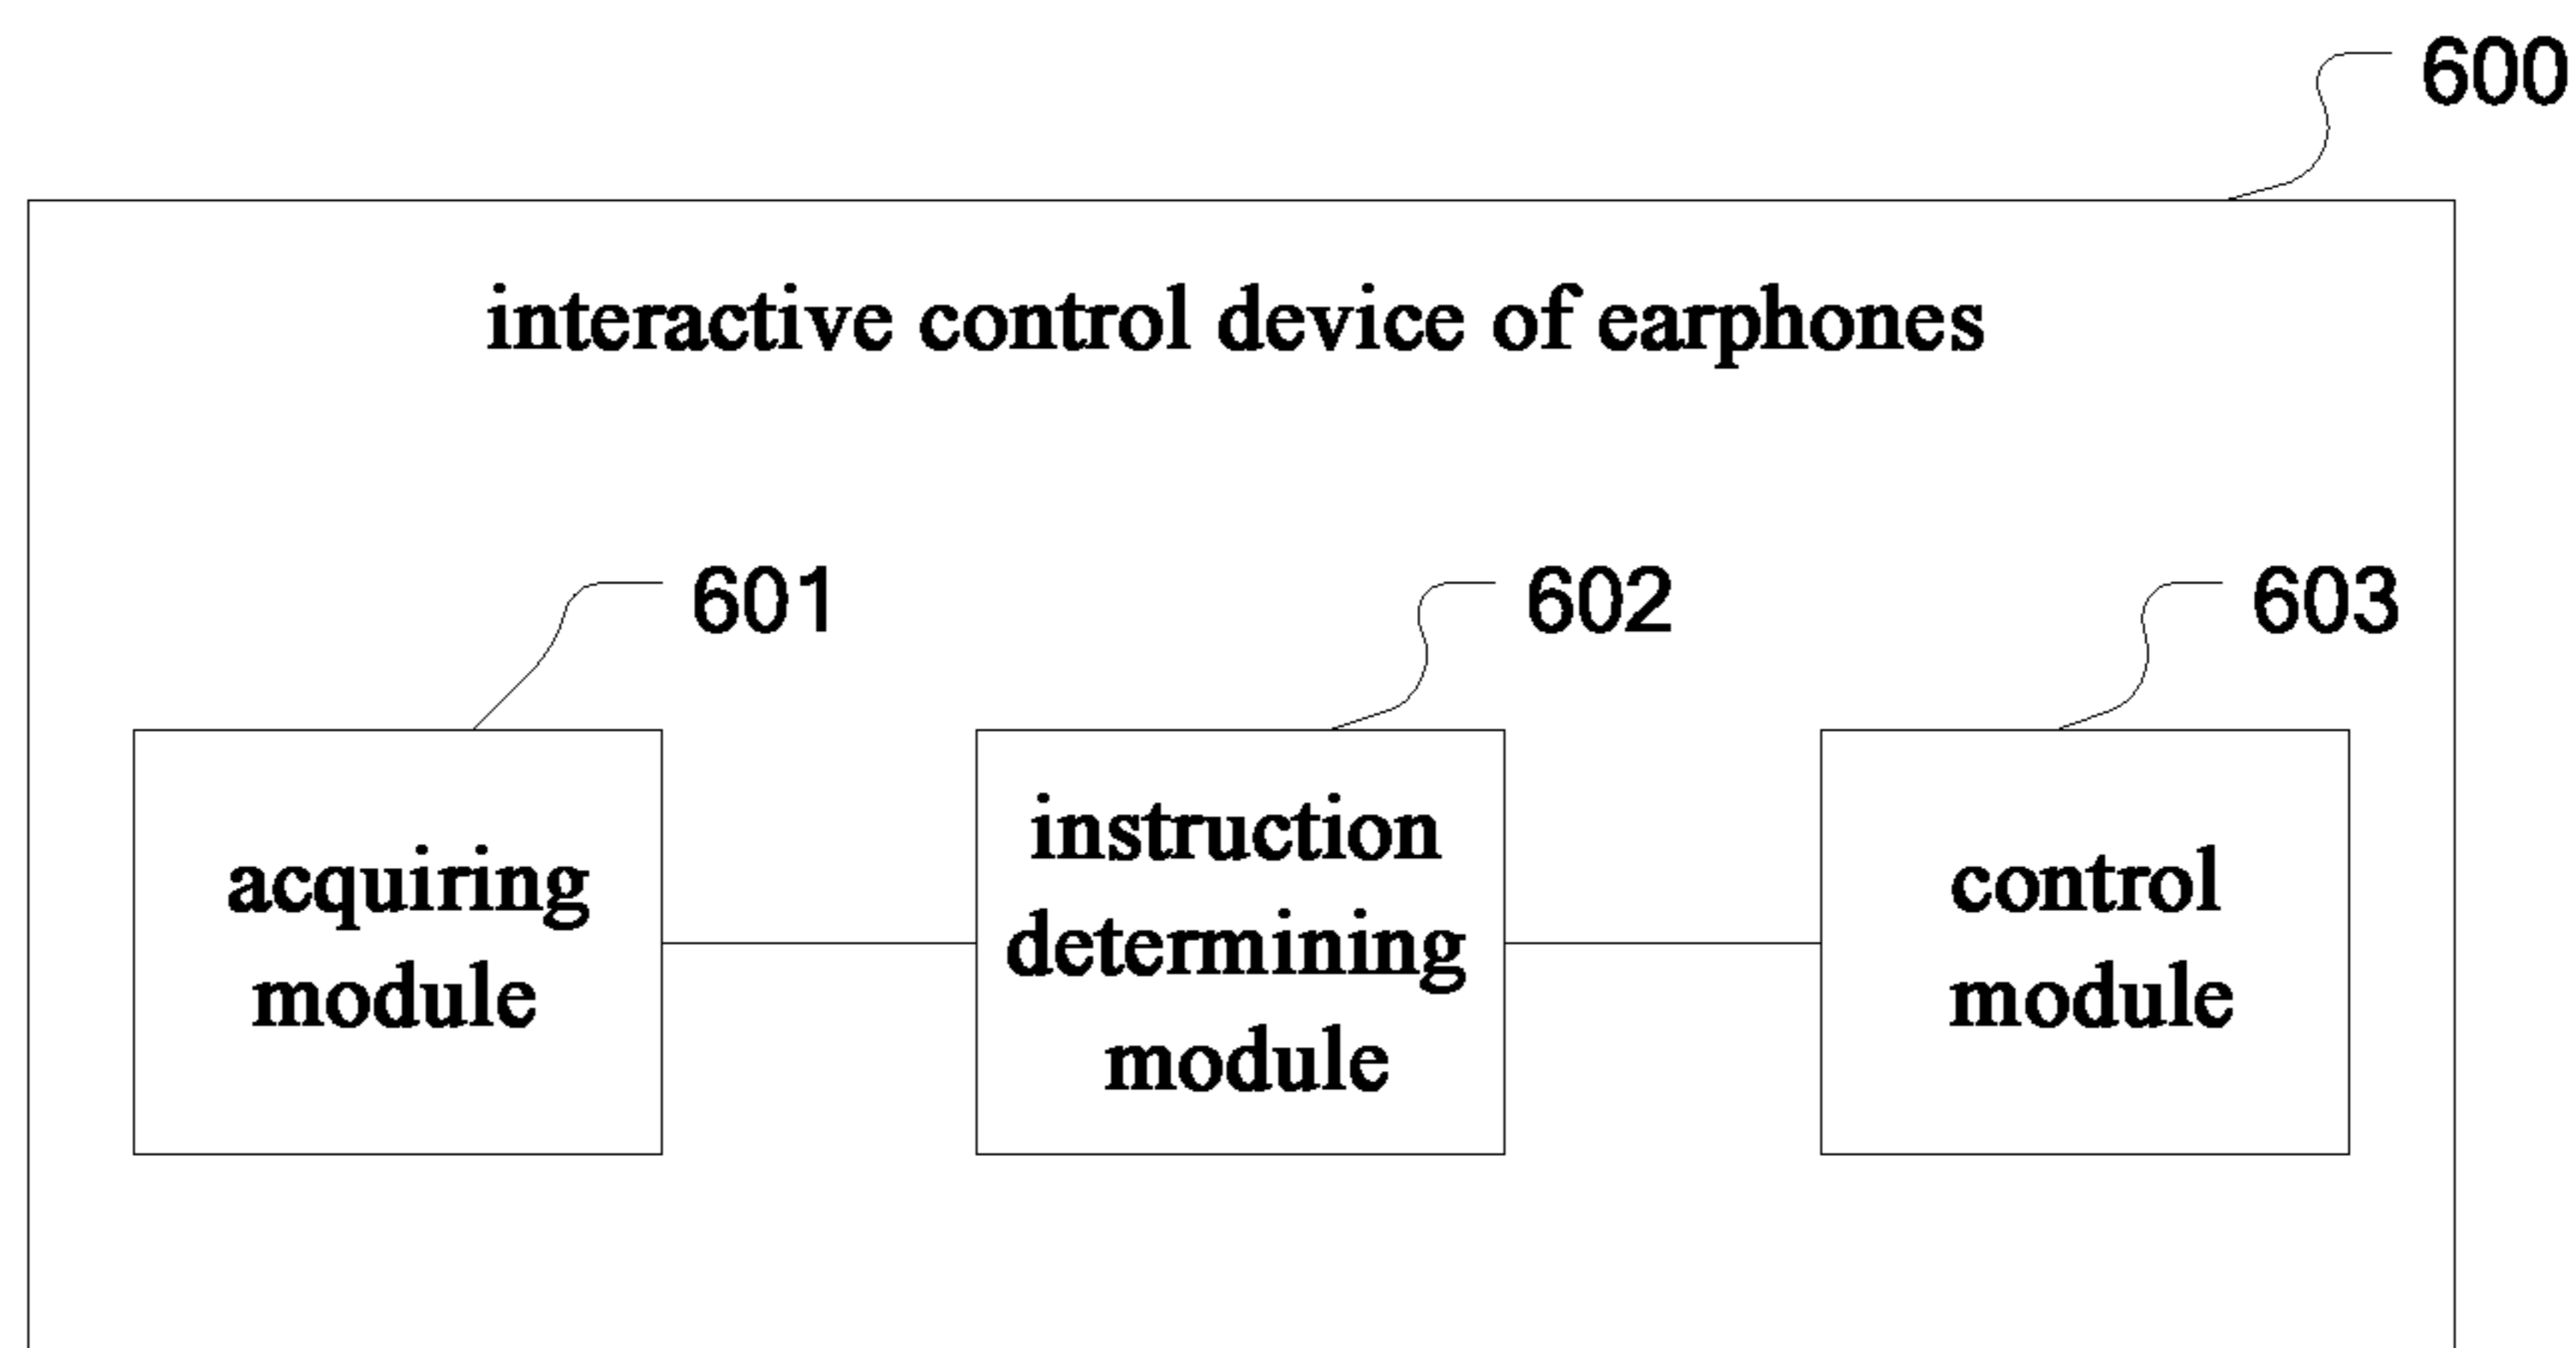 600
interactive control device of earphones
601
602
603
acquiring
module
instruction
determining
module
control
module